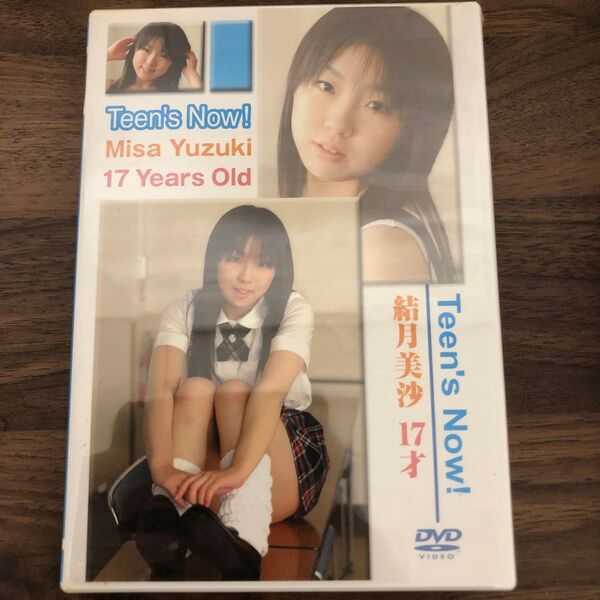 Teen's Now!
Misa Yuzuki
17 Years Old
Teen's Now!
結月美沙 17才
DVD
VIDEO